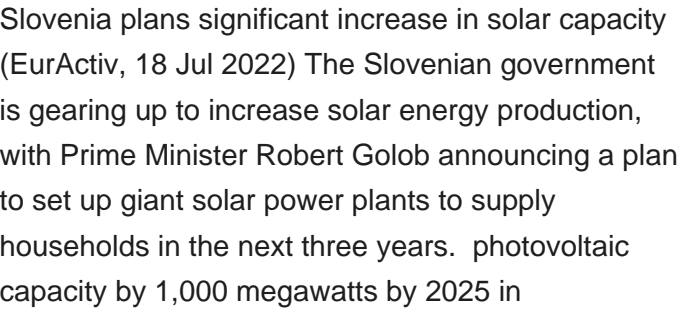 Slovenia plans significant increase in solar capacity
(EurActiv, 18 Jul 2022) The Slovenian government
is gearing up to increase solar energy production,
with Prime Minister Robert Golob announcing a plan
to set up giant solar power plants to supply
households in the next three years.  photovoltaic
capacity by 1,000 megawatts by 2025 in